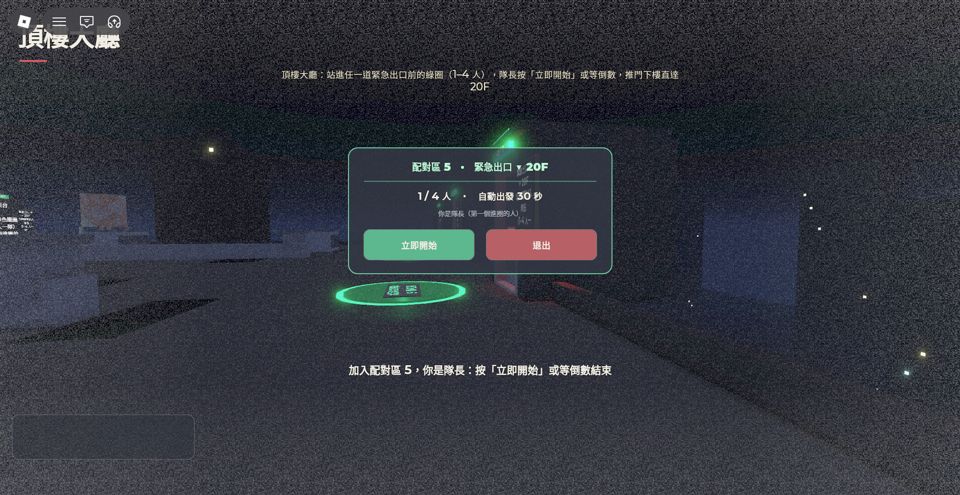 頂樓大廳
頂樓大廳：站進任一道緊急出口前的綠圈（1–4 人），隊長按「立即開始」或等倒數，推門下樓直達
20F
配對區 5 • 緊急出口 ▼ 20F
1 / 4 人 • 自動出發 30 秒
你是隊長（第一個進圈的人）
立即開始
退出
加入配對區 5，你是隊長：按「立即開始」或等倒數結束